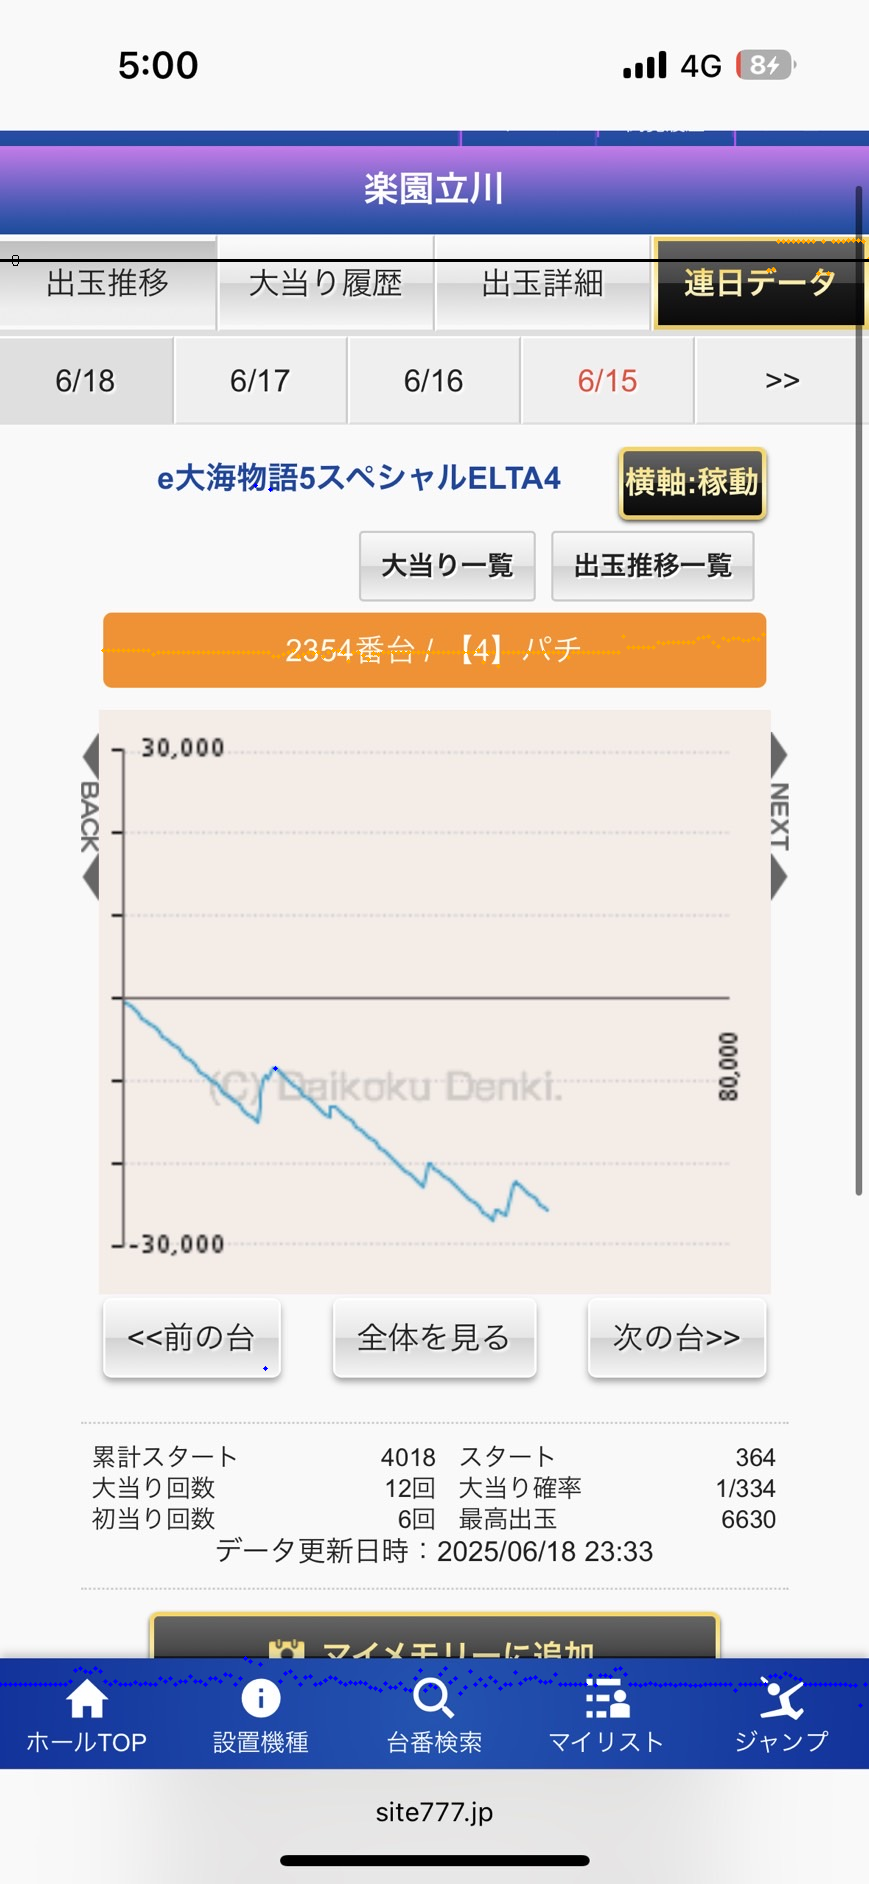 5:00 4G 8
楽園立川
出玉推移 大当り履歴 出玉詳細 連日データ
6/18 6/17 6/16 6/15 >>
e大海物語5スペシャルELTA4 横軸:稼動
大当り一覧 出玉推移一覧
2354番台 / 【4】 パチ
30,000
BACK
NEXT
80,000
(C) Daikoku Denki.
-30,000
<<前の台 全体を見る 次の台>>
累計スタート 4018 スタート 364
大当り回数 12回 大当り確率 1/334
初当り回数 6回 最高出玉 6630
データ更新日時：2025/06/18 23:33
マイメモリーに追加
ホールTOP 設置機種 台番検索 マイリスト ジャンプ
site777.jp